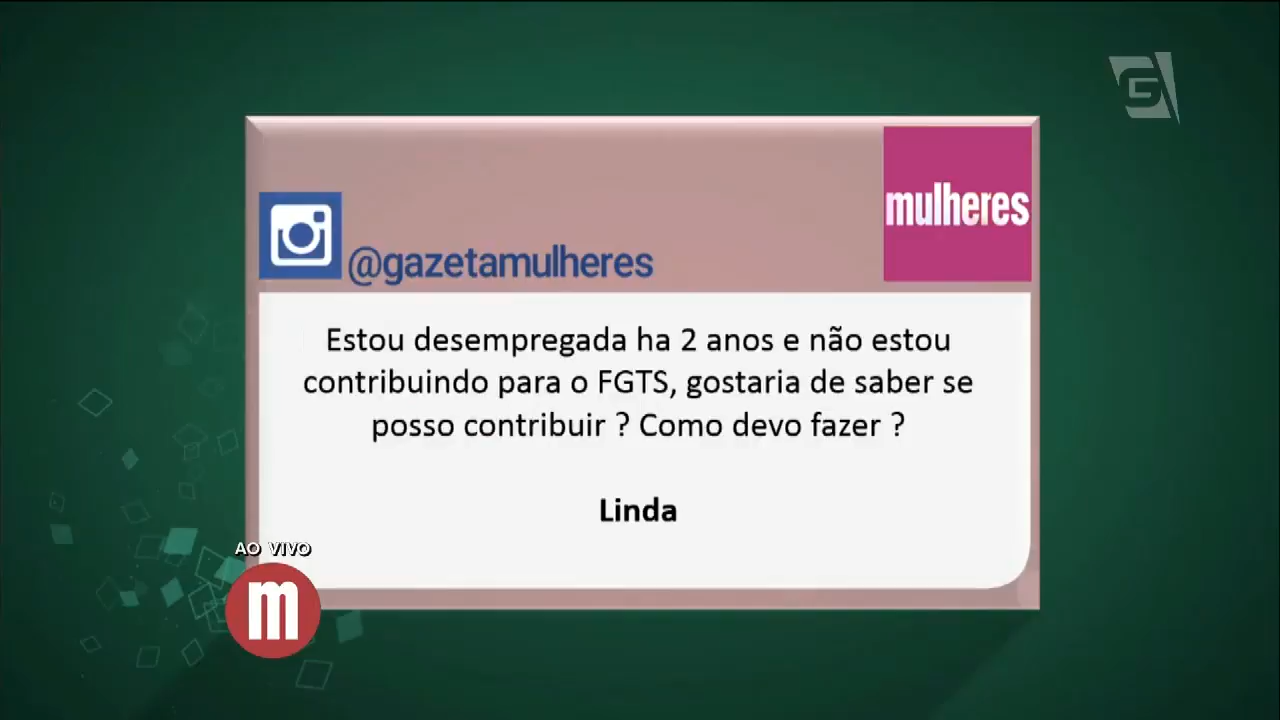 mulheres
@gazetamulheres
Estou desempregada ha 2 anos e não estou
contribuindo para o FGTS, gostaria de saber se
posso contribuir ? Como devo fazer ?
Linda
AO VIVO
m
G